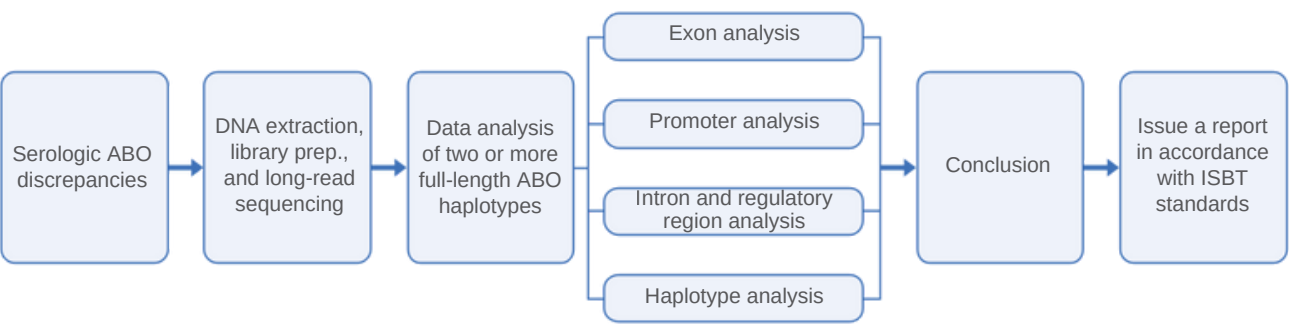 Serologic ABO
discrepancies
DNA extraction,
library prep.,
and long-read
sequencing
Data analysis
of two or more
full-length ABO
haplotypes
Exon analysis
Promoter analysis
Intron and regulatory
region analysis
Haplotype analysis
Conclusion
Issue a report
in accordance
with ISBT
standards